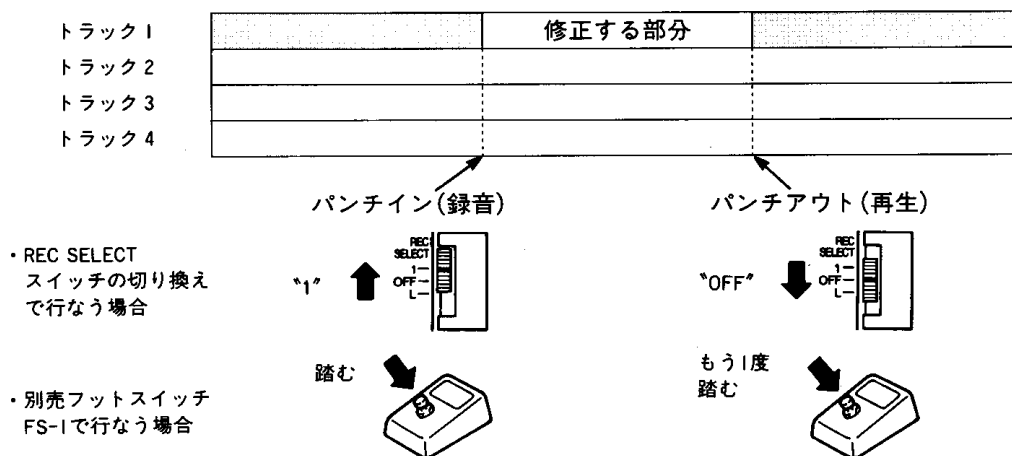 トラック1
修正する部分
トラック2
トラック3
トラック4
パンチイン(録音)
パンチアウト(再生)
・REC SELECT
スイッチの切り換え
で行なう場合
"1"
REC
SELECT
1
OFF
L
"OFF"
REC
SELECT
1
OFF
L
・別売フットスイッチ
FS-1で行なう場合
踏む
もう1度
踏む